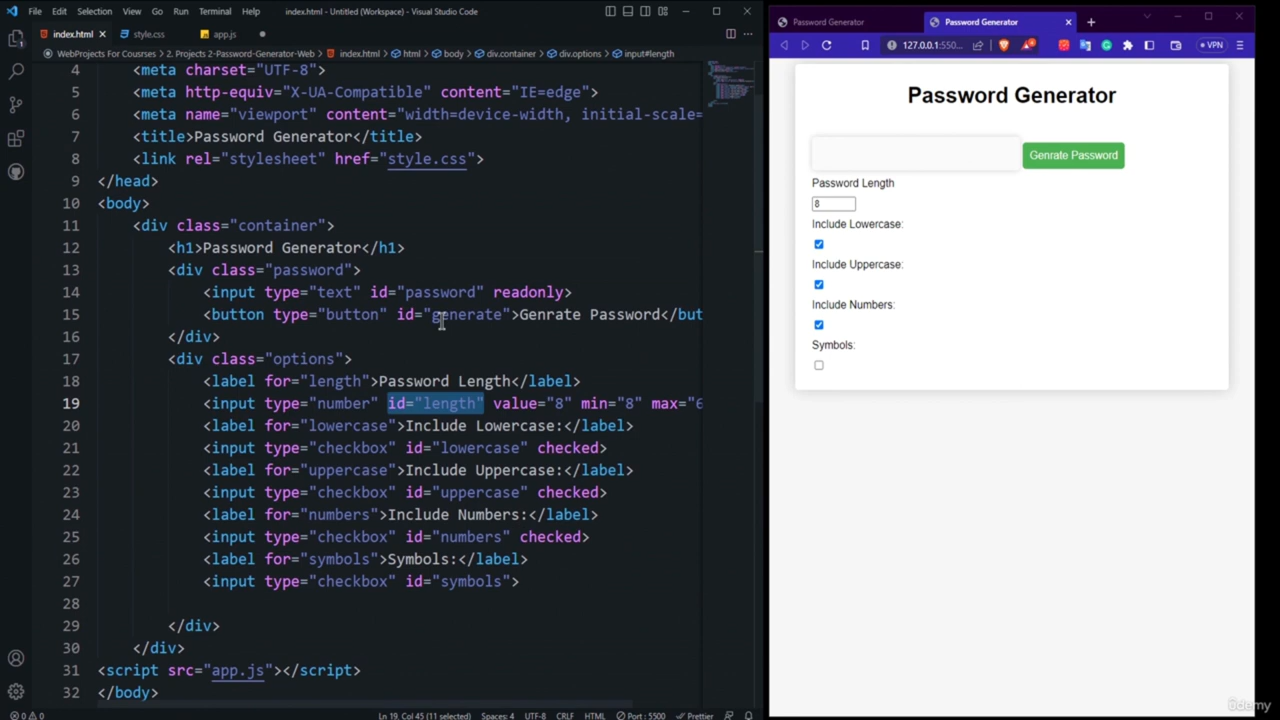 File Edit Selection View Go Run Terminal Help index.html - Untitled (Workspace) - Visual Studio Code
index.html style.css app.js
WebProjects For Courses > 2. Projects 2-Password-Generator-Web > index.html > html > body > div.container > div.options > input#length
4 <meta charset="UTF-8">
5 <meta http-equiv="X-UA-Compatible" content="IE=edge">
6 <meta name="viewport" content="width=device-width, initial-scale=
7 <title>Password Generator</title>
8 <link rel="stylesheet" href="style.css">
9 </head>
10 <body>
11 <div class="container">
12 <h1>Password Generator</h1>
13 <div class="password">
14 <input type="text" id="password" readonly>
15 <button type="button" id="generate">Genrate Password</but
16 </div>
17 <div class="options">
18 <label for="length">Password Length</label>
19 <input type="number" id="length" value="8" min="8" max="6
20 <label for="lowercase">Include Lowercase:</label>
21 <input type="checkbox" id="lowercase" checked>
22 <label for="uppercase">Include Uppercase:</label>
23 <input type="checkbox" id="uppercase" checked>
24 <label for="numbers">Include Numbers:</label>
25 <input type="checkbox" id="numbers" checked>
26 <label for="symbols">Symbols:</label>
27 <input type="checkbox" id="symbols">
28
29 </div>
30 </div>
31 <script src="app.js"></script>
32 </body>
0 0 Ln 19, Col 45 (11 selected) Spaces: 4 UTF-8 CRLF HTML Port : 5500 Prettier
Password Generator Password Generator
127.0.0.1:550... VPN
Password Generator
Genrate Password
Password Length
8
Include Lowercase:
Include Uppercase:
Include Numbers:
Symbols:
ûdemy